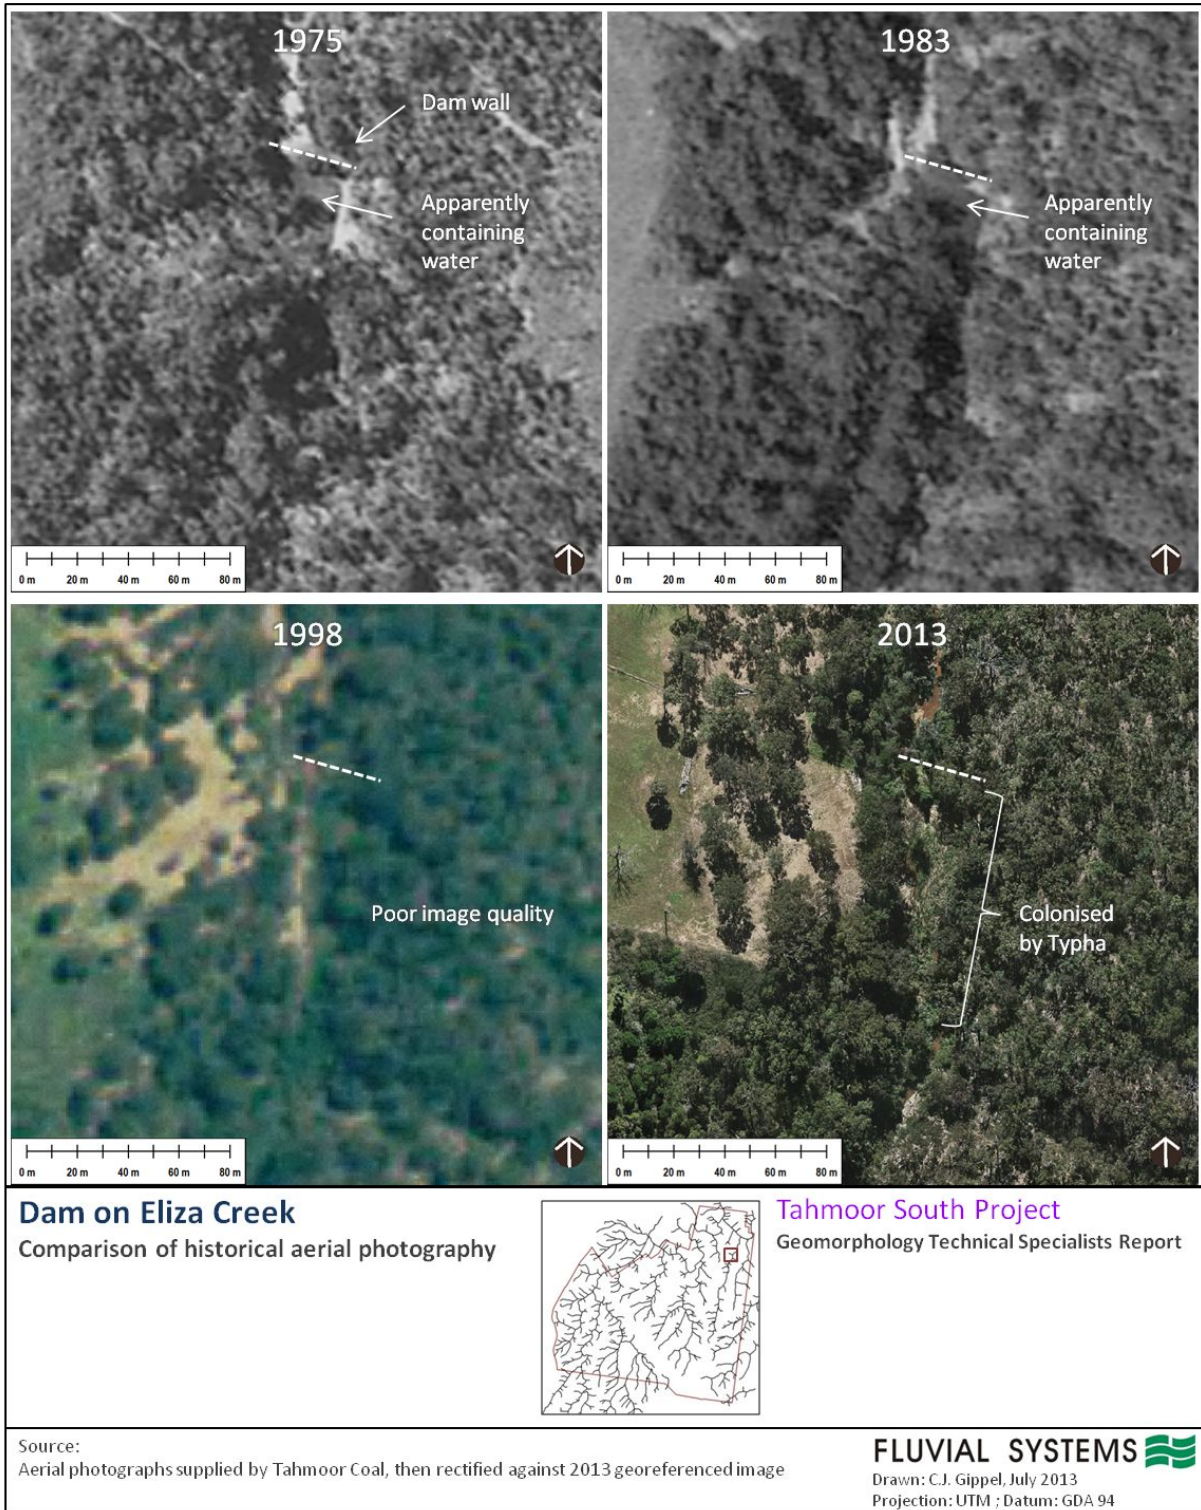 1975
Dam wall
Apparently
containing
water
0 m 20 m 40 m 60 m 80 m
1983
Apparently
containing
water
0 m 20 m 40 m 60 m 80 m
1998
Poor image quality
0 m 20 m 40 m 60 m 80 m
2013
Colonised
by Typha
0 m 20 m 40 m 60 m 80 m
Dam on Eliza Creek
Comparison of historical aerial photography
Tahmoor South Project
Geomorphology Technical Specialists Report
Source:
Aerial photographs supplied by Tahmoor Coal, then rectified against 2013 georeferenced image
FLUVIAL SYSTEMS
Drawn: C.J. Gippel, July 2013
Projection: UTM ; Datum: GDA 94